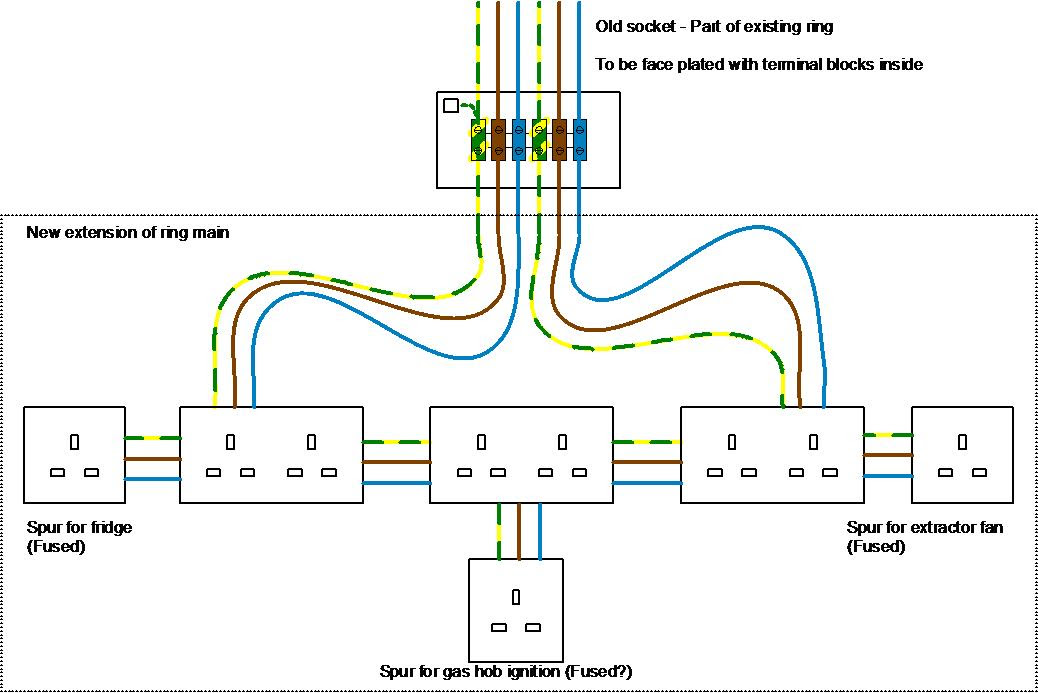 Old socket - Part of existing ring
To be face plated with terminal blocks inside
New extension of ring main
Spur for fridge
(Fused)
Spur for extractor fan
(Fused)
Spur for gas hob ignition (Fused?)